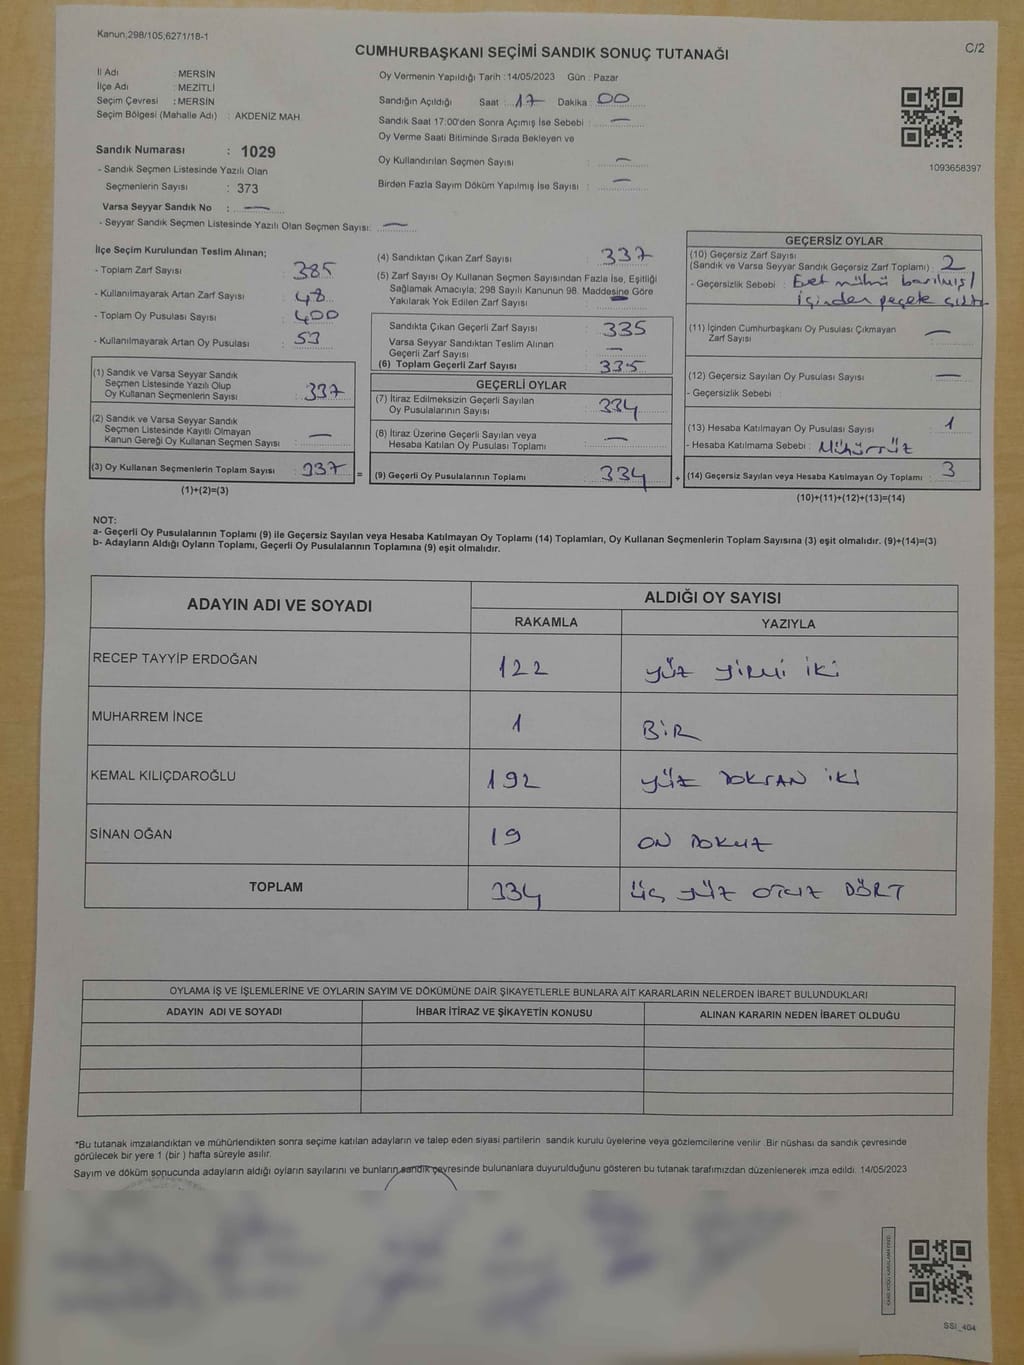 Kanun;298/105,6271/18-1
C/2
CUMHURBAŞKANI SEÇİMİ SANDIK SONUÇ TUTANAĞI
İl Adı : MERSİN
İlçe Adı : MEZİTLİ
Seçim Çevresi : MERSİN
Seçim Bölgesi (Mahalle Adı) : AKDENİZ MAH.
Sandık Numarası : 1029
- Sandık Seçmen Listesinde Yazılı Olan
Seçmenlerin Sayısı : 373
Varsa Seyyar Sandık No : —
- Seyyar Sandık Seçmen Listesinde Yazılı Olan Seçmen Sayısı: —
Oy Vermenin Yapıldığı Tarih :14/05/2023 Gün : Pazar
Sandığın Açıldığı Saat : 17 Dakika : 00
Sandık Saat 17:00'den Sonra Açımış İse Sebebi : —
Oy Verme Saati Bitiminde Sırada Bekleyen ve
Oy Kullandırılan Seçmen Sayısı : —
Birden Fazla Sayım Döküm Yapılmış İse Sayısı : —
1093658397
İlçe Seçim Kurulundan Teslim Alınan;
- Toplam Zarf Sayısı : 385
- Kullanılmayarak Artan Zarf Sayısı : 48
- Toplam Oy Pusulası Sayısı : 400
- Kullanılmayarak Artan Oy Pusulası : 53
(1) Sandık ve Varsa Seyyar Sandık
Seçmen Listesinde Yazılı Olup
Oy Kullanan Seçmenlerin Sayısı : 337
(2) Sandık ve Varsa Seyyar Sandık
Seçmen Listesinde Kayıtlı Olmayan
Kanun Gereği Oy Kullanan Seçmen Sayısı : —
(3) Oy Kullanan Seçmenlerin Toplam Sayısı : 337
(1)+(2)=(3)
=
(4) Sandıktan Çıkan Zarf Sayısı : 337
(5) Zarf Sayısı Oy Kullanan Seçmen Sayısından Fazla İse, Eşitliği
Sağlamak Amacıyla; 298 Sayılı Kanunun 98. Maddesine Göre
Yakılarak Yok Edilen Zarf Sayısı : —
Sandıkta Çıkan Geçerli Zarf Sayısı : 335
Varsa Seyyar Sandıktan Teslim Alınan
Geçerli Zarf Sayısı : —
(6) Toplam Geçerli Zarf Sayısı : 335
GEÇERLİ OYLAR
(7) İtiraz Edilmeksizin Geçerli Sayılan
Oy Pusulalarının Sayısı : 334
(8) İtiraz Üzerine Geçerli Sayılan veya
Hesaba Katılan Oy Pusulası Toplamı : —
(9) Geçerli Oy Pusulalarının Toplamı : 334
+
GEÇERSİZ OYLAR
(10) Geçersiz Zarf Sayısı
(Sandık ve Varsa Seyyar Sandık Geçersiz Zarf Toplamı) : 2
- Geçersizlik Sebebi : Evet mührü basılmış/
içinden peçete çıktı
(11) İçinden Cumhurbaşkanı Oy Pusulası Çıkmayan
Zarf Sayısı : —
(12) Geçersiz Sayılan Oy Pusulası Sayısı : —
- Geçersizlik Sebebi :
(13) Hesaba Katılmayan Oy Pusulası Sayısı : 1
- Hesaba Katılmama Sebebi : Mühürsüz
(14) Geçersiz Sayılan veya Hesaba Katılmayan Oy Toplamı : 3
(10)+(11)+(12)+(13)=(14)
NOT:
a- Geçerli Oy Pusulalarının Toplamı (9) ile Geçersiz Sayılan veya Hesaba Katılmayan Oy Toplamı (14) Toplamları, Oy Kullanan Seçmenlerin Toplam Sayısına (3) eşit olmalıdır. (9)+(14)=(3)
b- Adayların Aldığı Oyların Toplamı, Geçerli Oy Pusulalarının Toplamına (9) eşit olmalıdır.
ADAYIN ADI VE SOYADI ALDIĞI OY SAYISI
RAKAMLA YAZIYLA
RECEP TAYYİP ERDOĞAN 122 YÜZ YİRMİ İKİ
MUHARREM İNCE 1 BİR
KEMAL KILIÇDAROĞLU 192 YÜZ DOKSAN İKİ
SİNAN OĞAN 19 ON DOKUZ
TOPLAM 334 ÜÇ YÜZ OTUZ DÖRT
OYLAMA İŞ VE İŞLEMLERİNE VE OYLARIN SAYIM VE DÖKÜMÜNE DAİR ŞİKAYETLERLE BUNLARA AİT KARARLARIN NELERDEN İBARET BULUNDUKLARI
ADAYIN ADI VE SOYADI İHBAR İTİRAZ VE ŞİKAYETİN KONUSU ALINAN KARARIN NEDEN İBARET OLDUĞU
*Bu tutanak imzalandıktan ve mühürlendikten sonra seçime katılan adayların ve talep eden siyasi partilerin sandık kurulu üyelerine veya gözlemcilerine verilir. Bir nüshası da sandık çevresinde
görülecek bir yere 1 (bir ) hafta süreyle asılır.
Sayım ve döküm sonucunda adayların aldığı oyların sayılarını ve bunların sandık çevresinde bulunanlara duyurulduğunu gösteren bu tutanak tarafımızdan düzenlenerek imza edildi. 14/05/2023
SSI_464